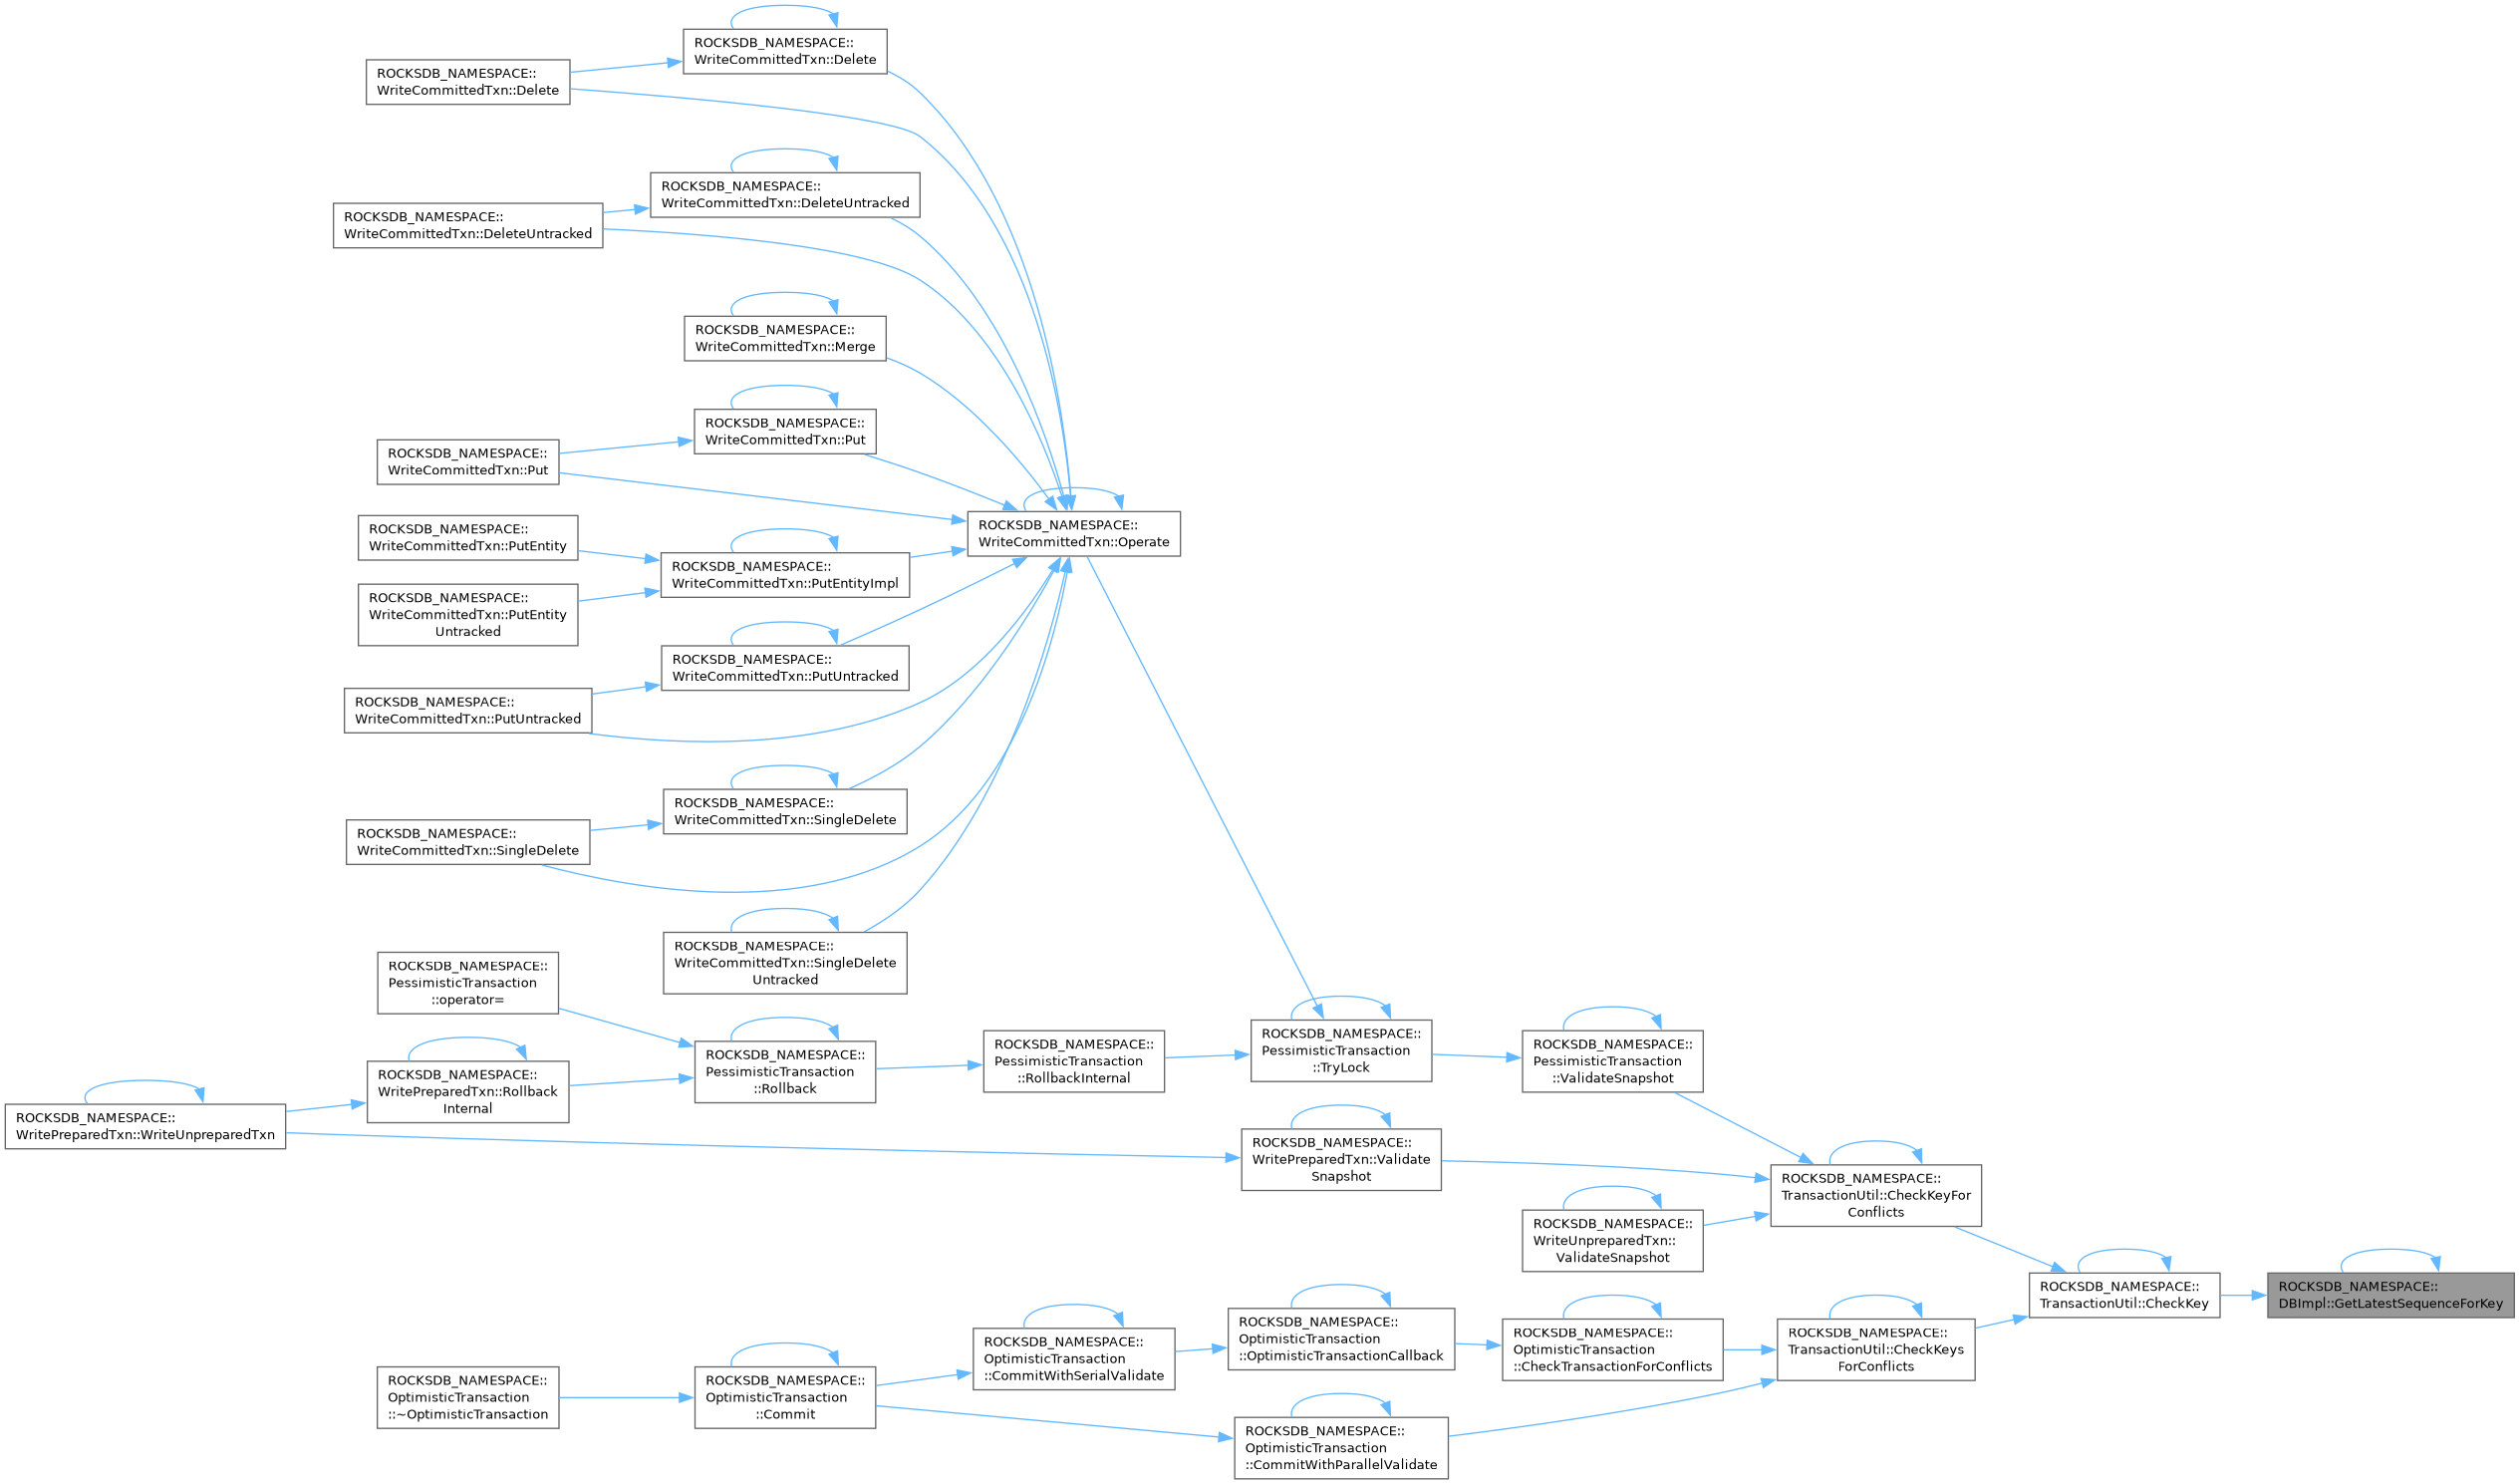 ROCKSDB_NAMESPACE::
WriteCommittedTxn::Delete
ROCKSDB_NAMESPACE::
WriteCommittedTxn::Delete
ROCKSDB_NAMESPACE::
WriteCommittedTxn::DeleteUntracked
ROCKSDB_NAMESPACE::
WriteCommittedTxn::DeleteUntracked
ROCKSDB_NAMESPACE::
WriteCommittedTxn::Merge
ROCKSDB_NAMESPACE::
WriteCommittedTxn::Put
ROCKSDB_NAMESPACE::
WriteCommittedTxn::Put
ROCKSDB_NAMESPACE::
WriteCommittedTxn::Operate
ROCKSDB_NAMESPACE::
WriteCommittedTxn::PutEntity
ROCKSDB_NAMESPACE::
WriteCommittedTxn::PutEntityImpl
ROCKSDB_NAMESPACE::
WriteCommittedTxn::PutEntity
Untracked
ROCKSDB_NAMESPACE::
WriteCommittedTxn::PutUntracked
ROCKSDB_NAMESPACE::
WriteCommittedTxn::PutUntracked
ROCKSDB_NAMESPACE::
WriteCommittedTxn::SingleDelete
ROCKSDB_NAMESPACE::
WriteCommittedTxn::SingleDelete
ROCKSDB_NAMESPACE::
WriteCommittedTxn::SingleDelete
Untracked
ROCKSDB_NAMESPACE::
PessimisticTransaction
::operator=
ROCKSDB_NAMESPACE::
WritePreparedTxn::Rollback
Internal
ROCKSDB_NAMESPACE::
WritePreparedTxn::WriteUnpreparedTxn
ROCKSDB_NAMESPACE::
PessimisticTransaction
::Rollback
ROCKSDB_NAMESPACE::
PessimisticTransaction
::RollbackInternal
ROCKSDB_NAMESPACE::
PessimisticTransaction
::TryLock
ROCKSDB_NAMESPACE::
PessimisticTransaction
::ValidateSnapshot
ROCKSDB_NAMESPACE::
WritePreparedTxn::Validate
Snapshot
ROCKSDB_NAMESPACE::
TransactionUtil::CheckKeyFor
Conflicts
ROCKSDB_NAMESPACE::
WriteUnpreparedTxn::
ValidateSnapshot
ROCKSDB_NAMESPACE::
TransactionUtil::CheckKey
ROCKSDB_NAMESPACE::
DBImpl::GetLatestSequenceForKey
ROCKSDB_NAMESPACE::
TransactionUtil::CheckKeys
ForConflicts
ROCKSDB_NAMESPACE::
OptimisticTransaction
::CheckTransactionForConflicts
ROCKSDB_NAMESPACE::
OptimisticTransaction
::OptimisticTransactionCallback
ROCKSDB_NAMESPACE::
OptimisticTransaction
::CommitWithSerialValidate
ROCKSDB_NAMESPACE::
OptimisticTransaction
::Commit
ROCKSDB_NAMESPACE::
OptimisticTransaction
::~OptimisticTransaction
ROCKSDB_NAMESPACE::
OptimisticTransaction
::CommitWithParallelValidate